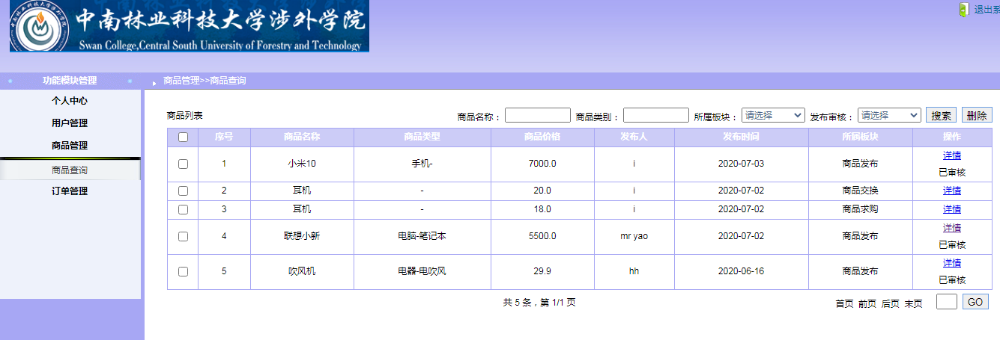 中南林业科技大学涉外学院
Swan College,Central South University of Forestry and Technology
退出系
功能模块管理
商品管理>>商品查询
个人中心
用户管理
商品管理
商品查询
订单管理
商品列表 商品名称： 商品类别： 所属板块： 请选择 发布审核： 请选择 搜索 删除
序号 商品名称 商品类型 商品价格 发布人 发布时间 所属板块 操作
1 小米10 手机- 7000.0 i 2020-07-03 商品发布 详情
已审核
2 耳机 - 20.0 i 2020-07-02 商品交换 详情
3 耳机 - 18.0 i 2020-07-02 商品求购 详情
4 联想小新 电脑-笔记本 5500.0 mr yao 2020-07-02 商品发布 详情
已审核
5 吹风机 电器-电吹风 29.9 hh 2020-06-16 商品发布 详情
已审核
共 5 条，第 1/1 页 首页 前页 后页 末页 GO